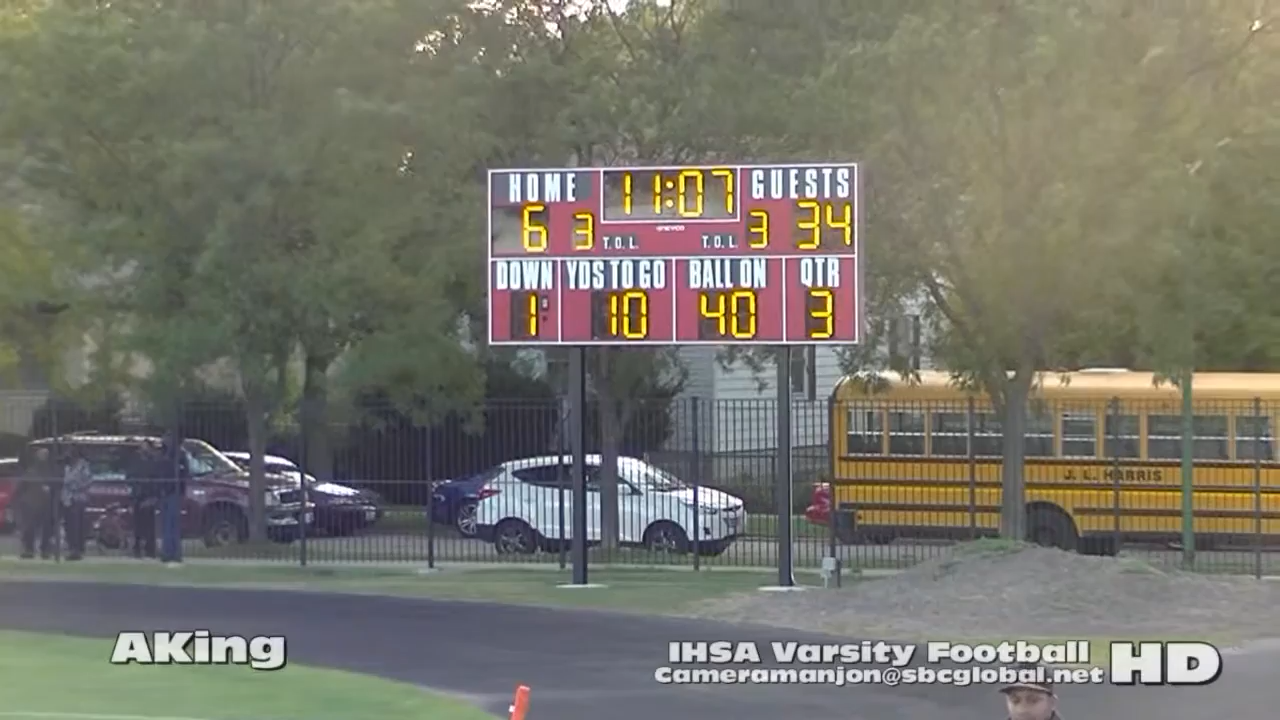 HOME 11:07 GUESTS
6 3 T.O.L. NEVCO T.O.L. 3 34
DOWN YDS TO GO BALL ON QTR
1 10 40 3
J. L. HARRIS
AKing
IHSA Varsity Football HD
Cameramanjon@sbcglobal.net